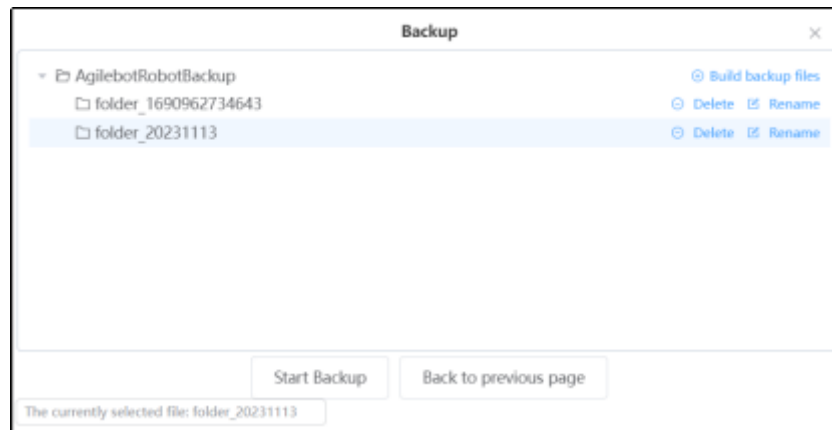 Backup
AgilebotRobotBackup Build backup files
folder_1690962734643 Delete Rename
folder_20231113 Delete Rename
Start Backup Back to previous page
The currently selected file: folder_20231113